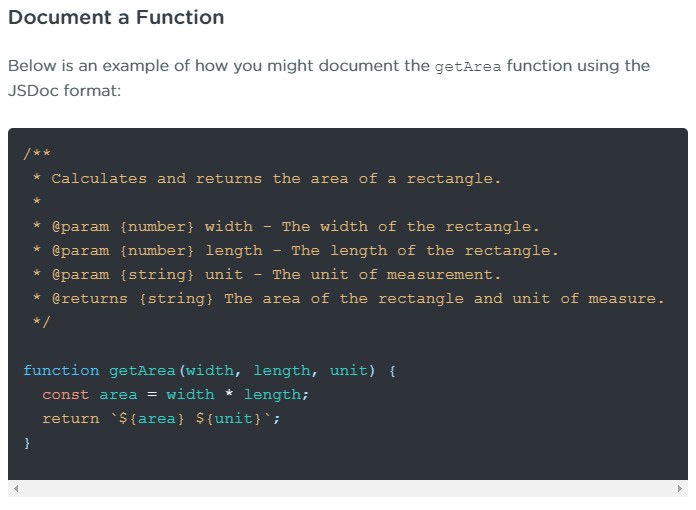 Document a Function
Below is an example of how you might document the getArea function using the
JSDoc format:
/**
 * Calculates and returns the area of a rectangle.
 *
 * @param {number} width - The width of the rectangle.
 * @param {number} length - The length of the rectangle.
 * @param {string} unit - The unit of measurement.
 * @returns {string} The area of the rectangle and unit of measure.
 */
function getArea(width, length, unit) {
  const area = width * length;
  return `${area} ${unit}`;
}